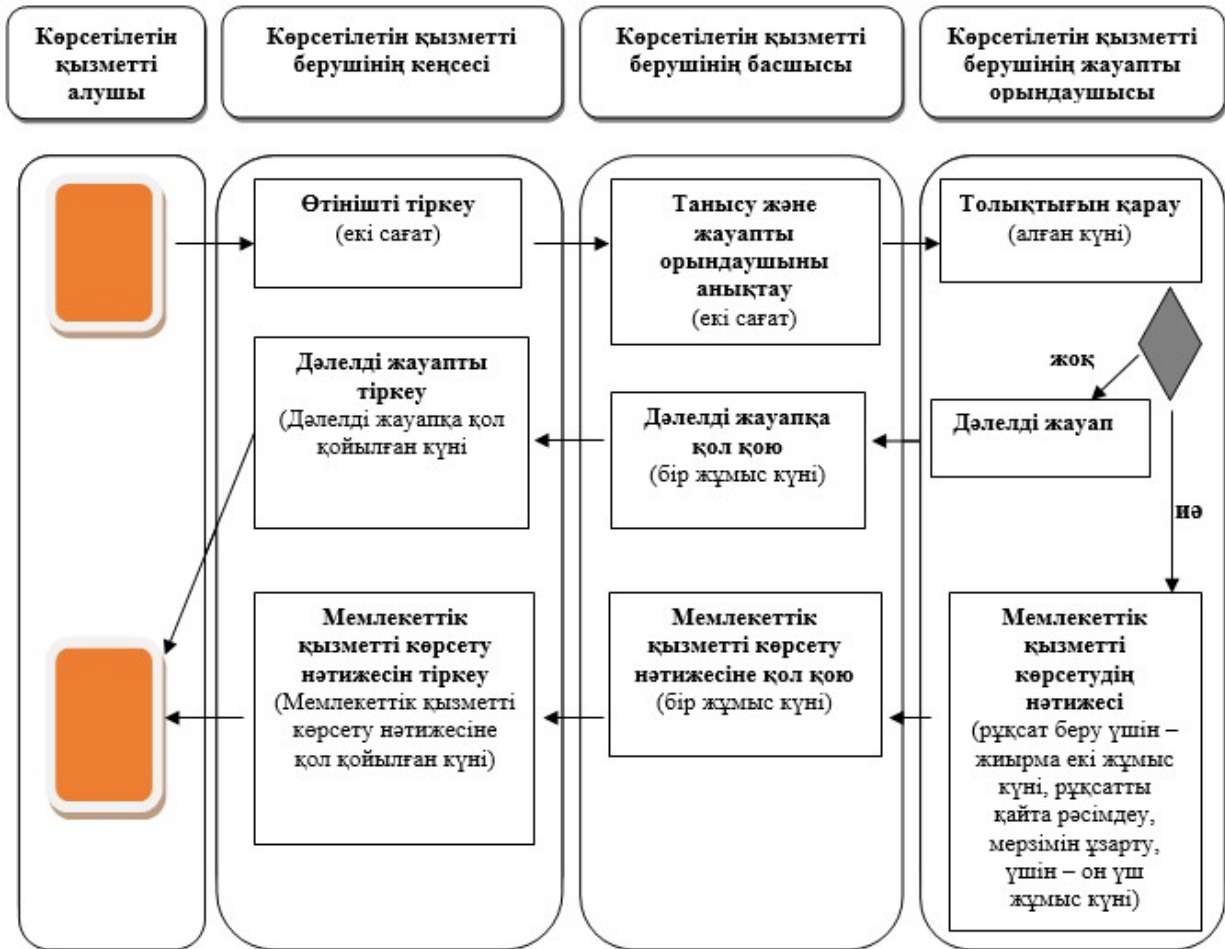 Көрсетілетін
қызметті
алушы
Көрсетілетін қызметті
берушінің кеңсесі
Көрсетілетін қызметті
берушінің басшысы
Көрсетілетін қызметті
берушінің жауапты
орындаушысы
Өтінішті тіркеу
(екі сағат)
Танысу және
жауапты
орындаушыны
анықтау
(екі сағат)
Толықтығын қарау
(алған күні)
жоқ
Дәлелді жауапты
тіркеу
(Дәлелді жауапқа қол
қойылған күні
Дәлелді жауапқа
қол қою
(бір жұмыс күні)
Дәлелді жауап
иә
Мемлекеттік
қызметті көрсету
нәтижесін тіркеу
(Мемлекеттік қызметті
көрсету нәтижесіне
қол қойылған күні)
Мемлекеттік
қызметті көрсету
нәтижесіне қол қою
(бір жұмыс күні)
Мемлекеттік
қызметті
көрсетудің
нәтижесі
(рұқсат беру үшін –
жиырма екі жұмыс
күні, рұқсатты
қайта рәсімдеу,
мерзімін ұзарту,
үшін – он үш
жұмыс күні)